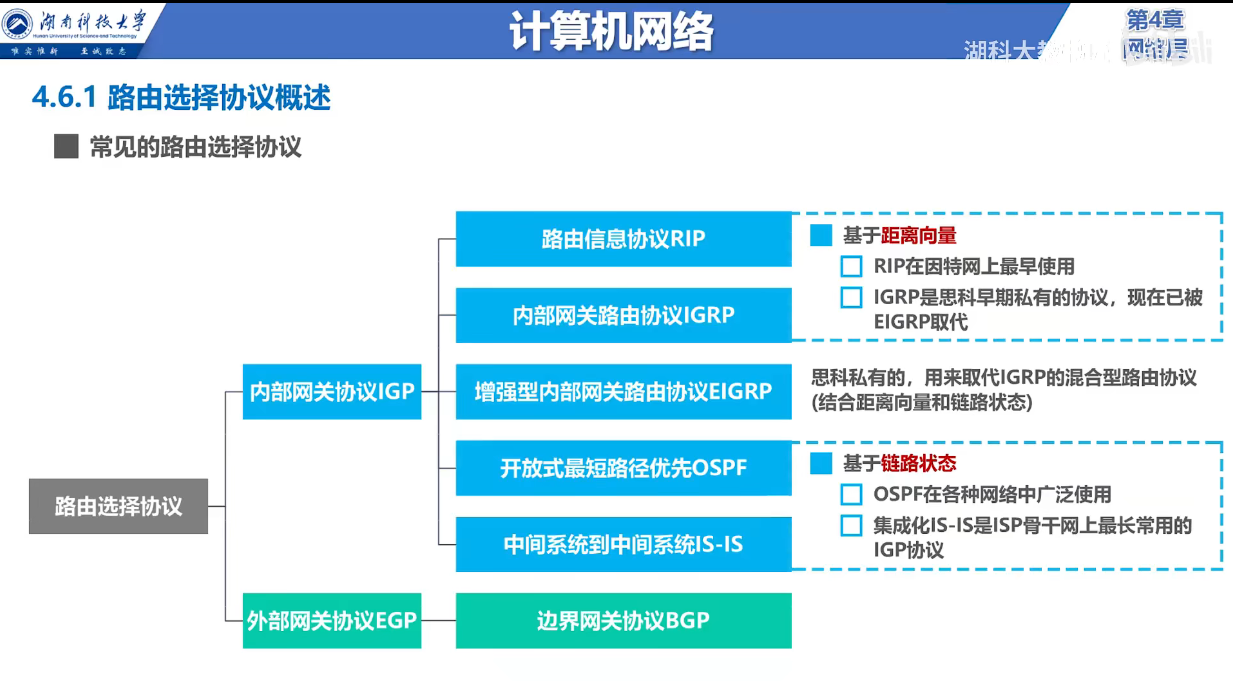 湖南科技大学
Hunan University of Science and Technology
唯实惟新 至诚致志
计算机网络
第4章
网络层
湖科大教书匠
bilibili
4.6.1 路由选择协议概述
常见的路由选择协议
路由信息协议RIP
基于距离向量
RIP在因特网上最早使用
IGRP是思科早期私有的协议，现在已被
EIGRP取代
内部网关路由协议IGRP
内部网关协议IGP
增强型内部网关路由协议EIGRP
思科私有的，用来取代IGRP的混合型路由协议
(结合距离向量和链路状态)
开放式最短路径优先OSPF
基于链路状态
OSPF在各种网络中广泛使用
集成化IS-IS是ISP骨干网上最长常用的
IGP协议
路由选择协议
中间系统到中间系统IS-IS
外部网关协议EGP
边界网关协议BGP